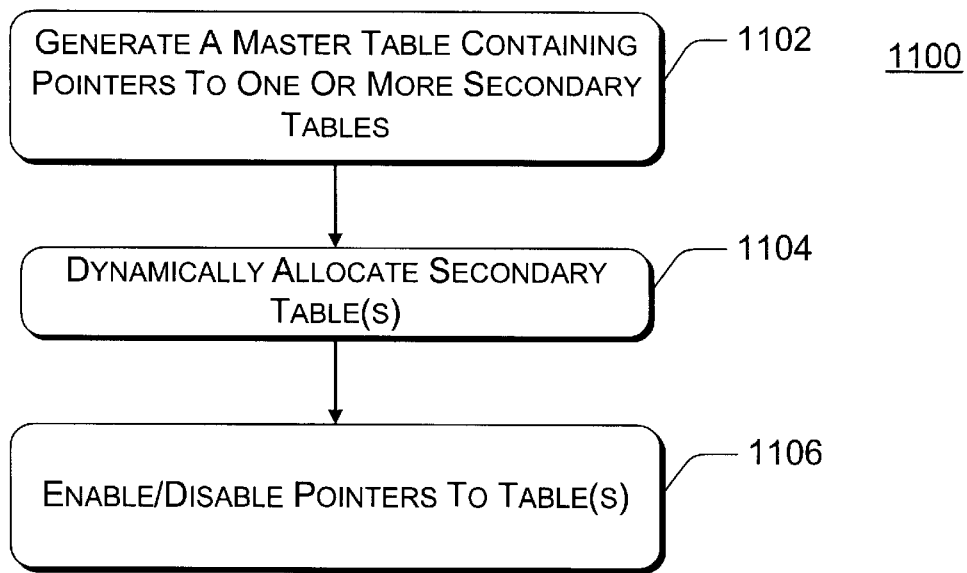 GENERATE A MASTER TABLE CONTAINING
POINTERS TO ONE OR MORE SECONDARY
TABLES
1102
1100
DYNAMICALLY ALLOCATE SECONDARY
TABLE(S)
1104
ENABLE/DISABLE POINTERS TO TABLE(S)
1106